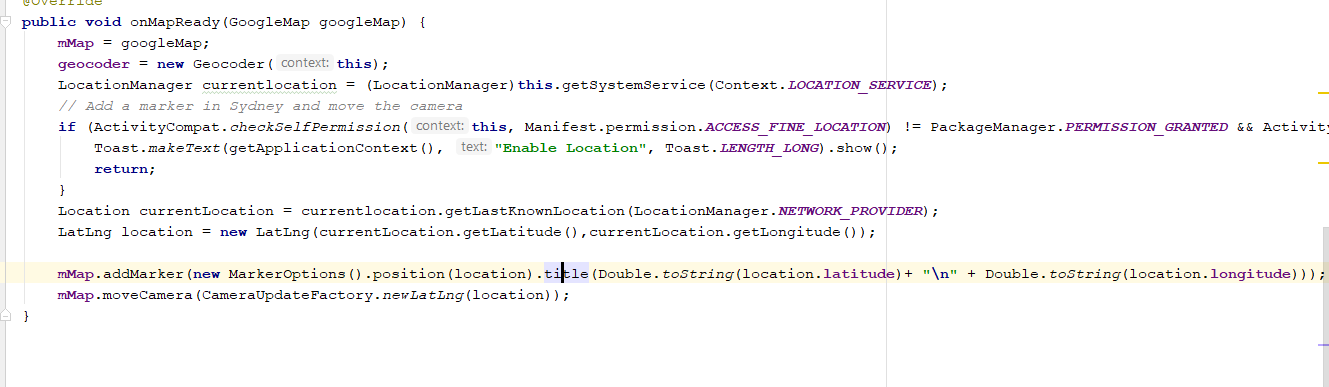 @Override
public void onMapReady(GoogleMap googleMap) {
mMap = googleMap;
geocoder = new Geocoder( context: this);
LocationManager currentlocation = (LocationManager)this.getSystemService(Context.LOCATION_SERVICE);
// Add a marker in Sydney and move the camera
if (ActivityCompat.checkSelfPermission( context: this, Manifest.permission.ACCESS_FINE_LOCATION) != PackageManager.PERMISSION_GRANTED && Activity
Toast.makeText(getApplicationContext(), text: "Enable Location", Toast.LENGTH_LONG).show();
return;
}
Location currentLocation = currentlocation.getLastKnownLocation(LocationManager.NETWORK_PROVIDER);
LatLng location = new LatLng(currentLocation.getLatitude(),currentLocation.getLongitude());
mMap.addMarker(new MarkerOptions().position(location).title(Double.toString(location.latitude)+ "\n" + Double.toString(location.longitude)));
mMap.moveCamera(CameraUpdateFactory.newLatLng(location));
}